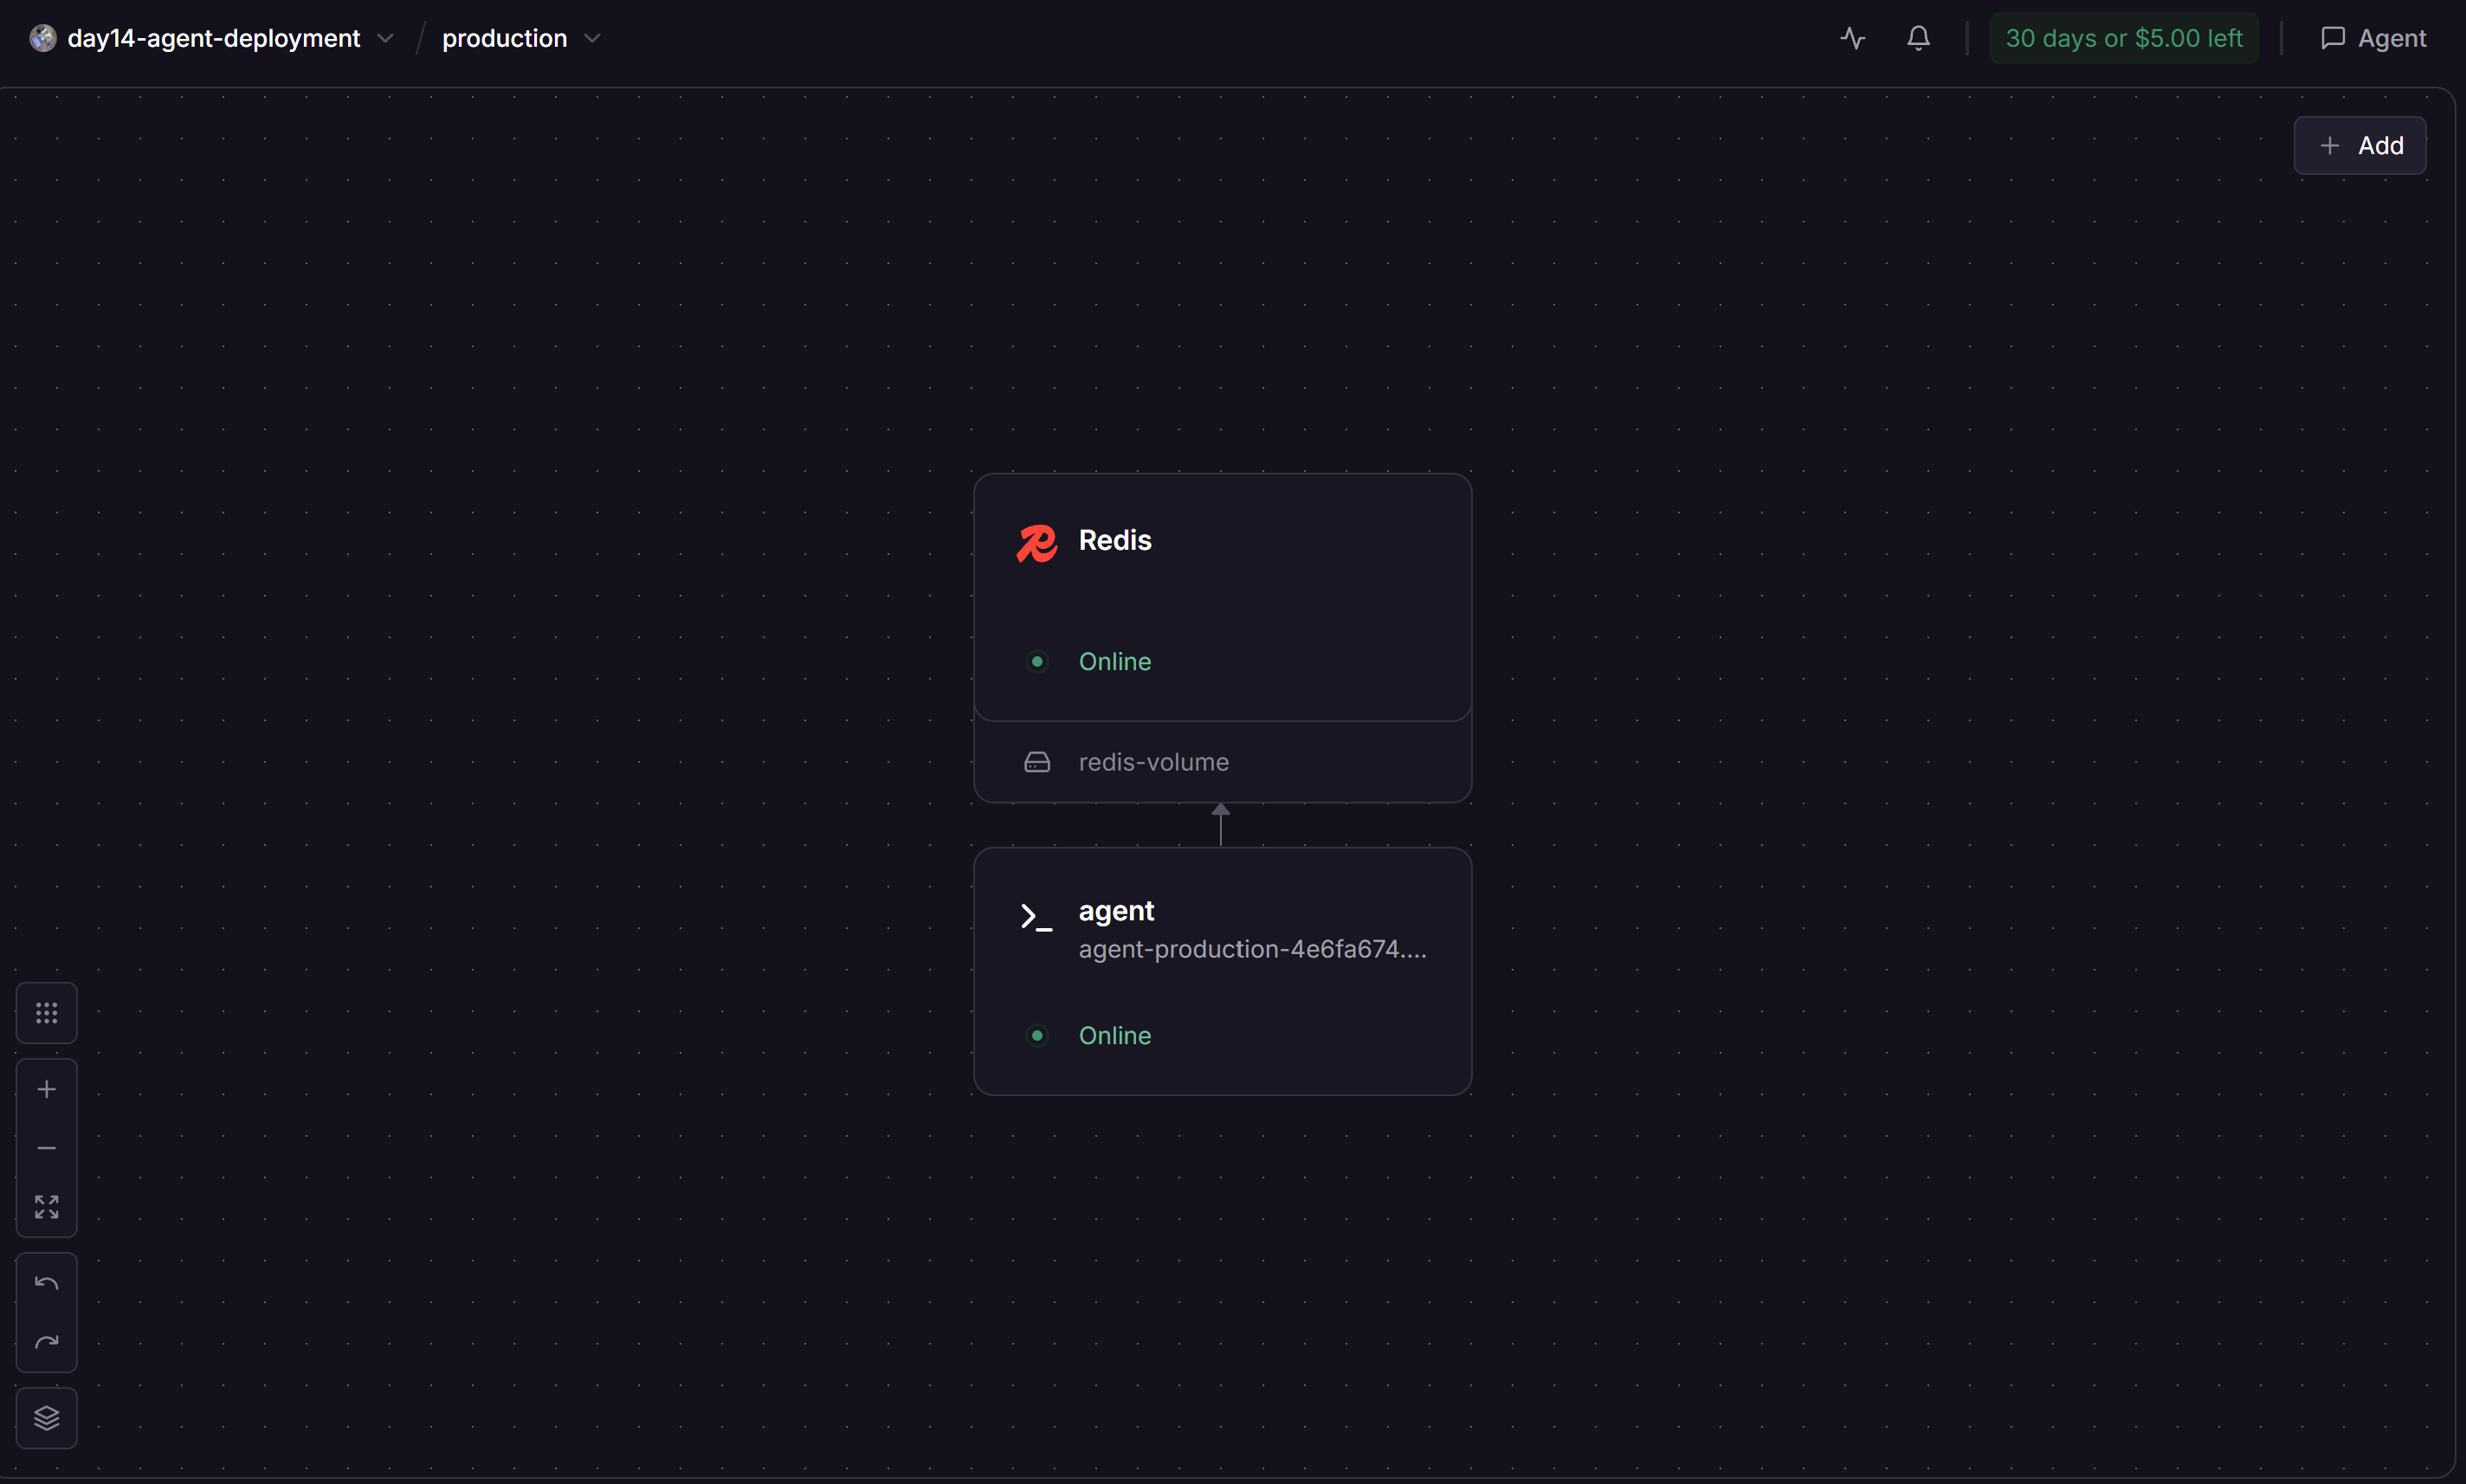 day14-agent-deployment / production
30 days or $5.00 left
Agent
Add
Redis
Online
redis-volume
agent
agent-production-4e6fa674....
Online